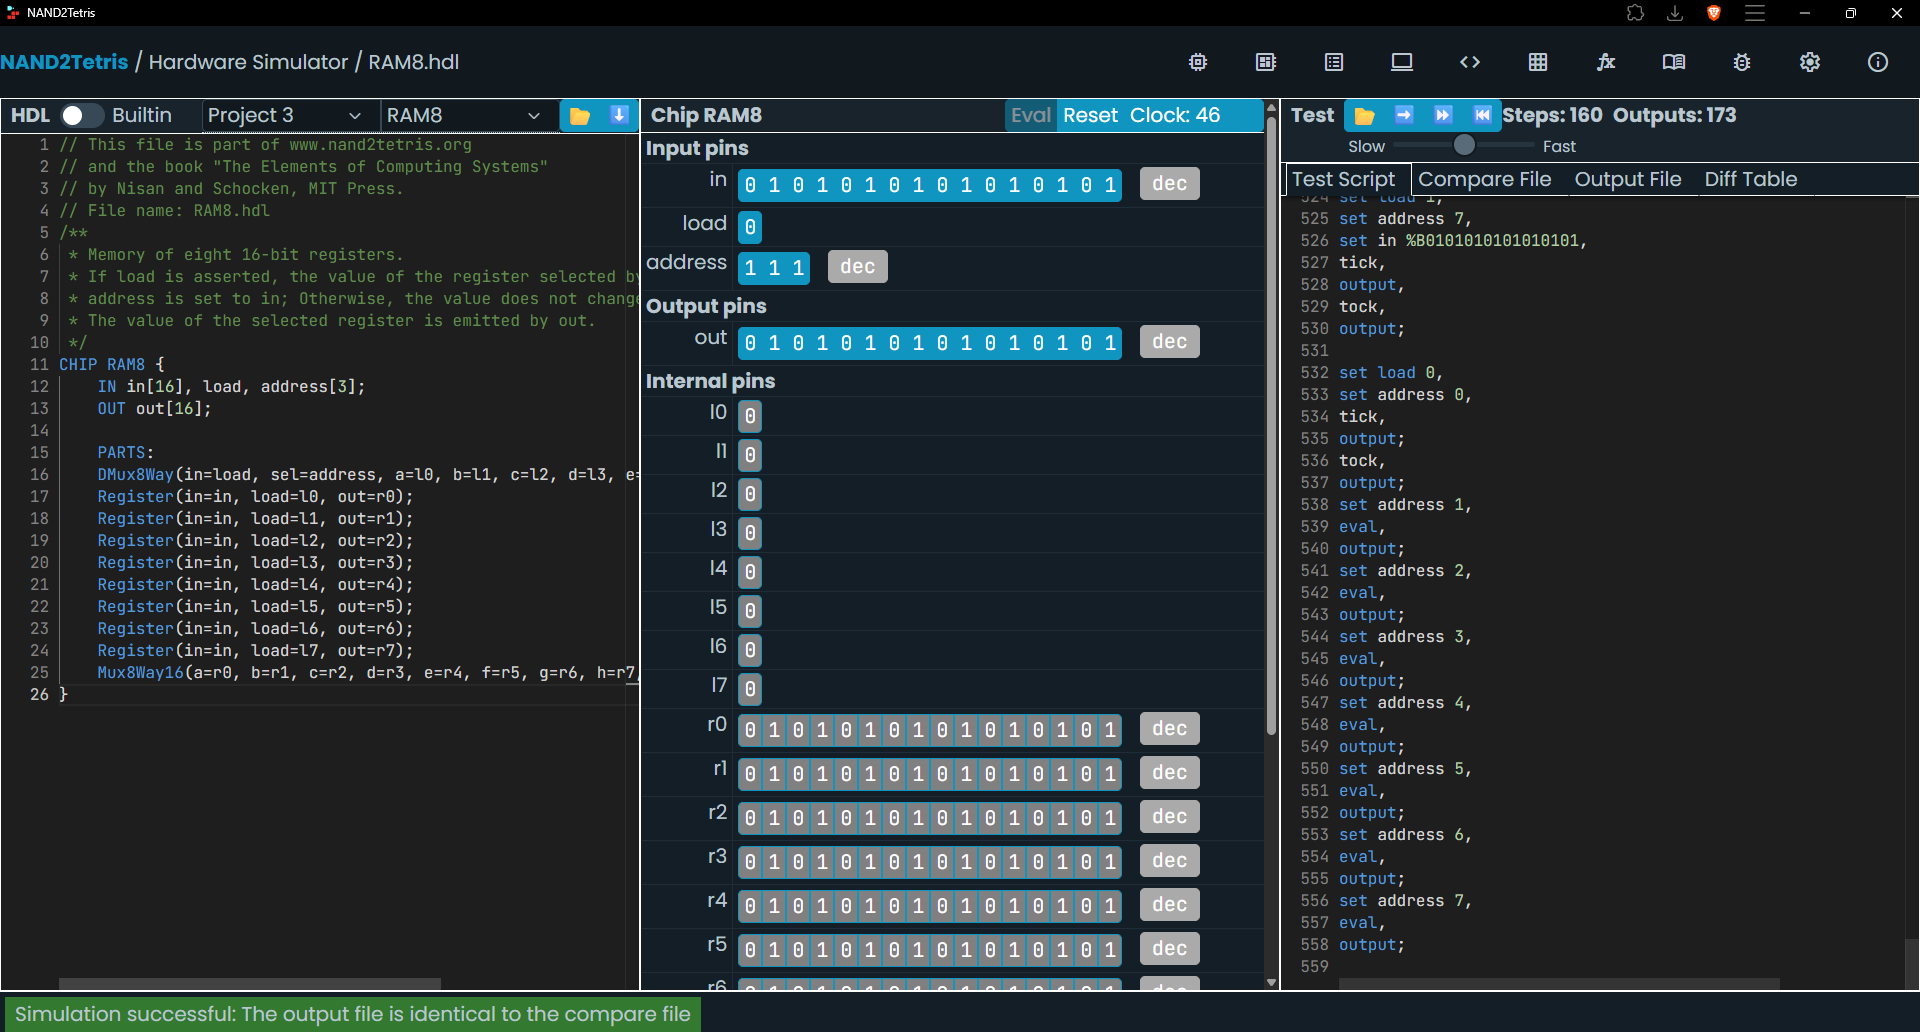 NAND2Tetris
NAND2Tetris / Hardware Simulator / RAM8.hdl
HDL Builtin Project 3 RAM8
1 // This file is part of www.nand2tetris.org
2 // and the book "The Elements of Computing Systems"
3 // by Nisan and Schocken, MIT Press.
4 // File name: RAM8.hdl
5 /**
6 * Memory of eight 16-bit registers.
7 * If load is asserted, the value of the register selected by
8 * address is set to in; Otherwise, the value does not change
9 * The value of the selected register is emitted by out.
10 */
11 CHIP RAM8 {
12 IN in[16], load, address[3];
13 OUT out[16];
14
15 PARTS:
16 DMux8Way(in=load, sel=address, a=l0, b=l1, c=l2, d=l3, e=
17 Register(in=in, load=l0, out=r0);
18 Register(in=in, load=l1, out=r1);
19 Register(in=in, load=l2, out=r2);
20 Register(in=in, load=l3, out=r3);
21 Register(in=in, load=l4, out=r4);
22 Register(in=in, load=l5, out=r5);
23 Register(in=in, load=l6, out=r6);
24 Register(in=in, load=l7, out=r7);
25 Mux8Way16(a=r0, b=r1, c=r2, d=r3, e=r4, f=r5, g=r6, h=r7,
26 }
Chip RAM8 Eval Reset Clock: 46
Input pins
in 0 1 0 1 0 1 0 1 0 1 0 1 0 1 0 1 dec
load 0
address 1 1 1 dec
Output pins
out 0 1 0 1 0 1 0 1 0 1 0 1 0 1 0 1 dec
Internal pins
l0 0
l1 0
l2 0
l3 0
l4 0
l5 0
l6 0
l7 0
r0 0 1 0 1 0 1 0 1 0 1 0 1 0 1 0 1 dec
r1 0 1 0 1 0 1 0 1 0 1 0 1 0 1 0 1 dec
r2 0 1 0 1 0 1 0 1 0 1 0 1 0 1 0 1 dec
r3 0 1 0 1 0 1 0 1 0 1 0 1 0 1 0 1 dec
r4 0 1 0 1 0 1 0 1 0 1 0 1 0 1 0 1 dec
r5 0 1 0 1 0 1 0 1 0 1 0 1 0 1 0 1 dec
r6 0 1 0 1 0 1 0 1 0 1 0 1 0 1 0 1 dec
Test Steps: 160 Outputs: 173
Slow Fast
Test Script Compare File Output File Diff Table
524 set load 1,
525 set address 7,
526 set in %B0101010101010101,
527 tick,
528 output,
529 tock,
530 output;
531
532 set load 0,
533 set address 0,
534 tick,
535 output;
536 tock,
537 output;
538 set address 1,
539 eval,
540 output;
541 set address 2,
542 eval,
543 output;
544 set address 3,
545 eval,
546 output;
547 set address 4,
548 eval,
549 output;
550 set address 5,
551 eval,
552 output;
553 set address 6,
554 eval,
555 output;
556 set address 7,
557 eval,
558 output;
559
Simulation successful: The output file is identical to the compare file